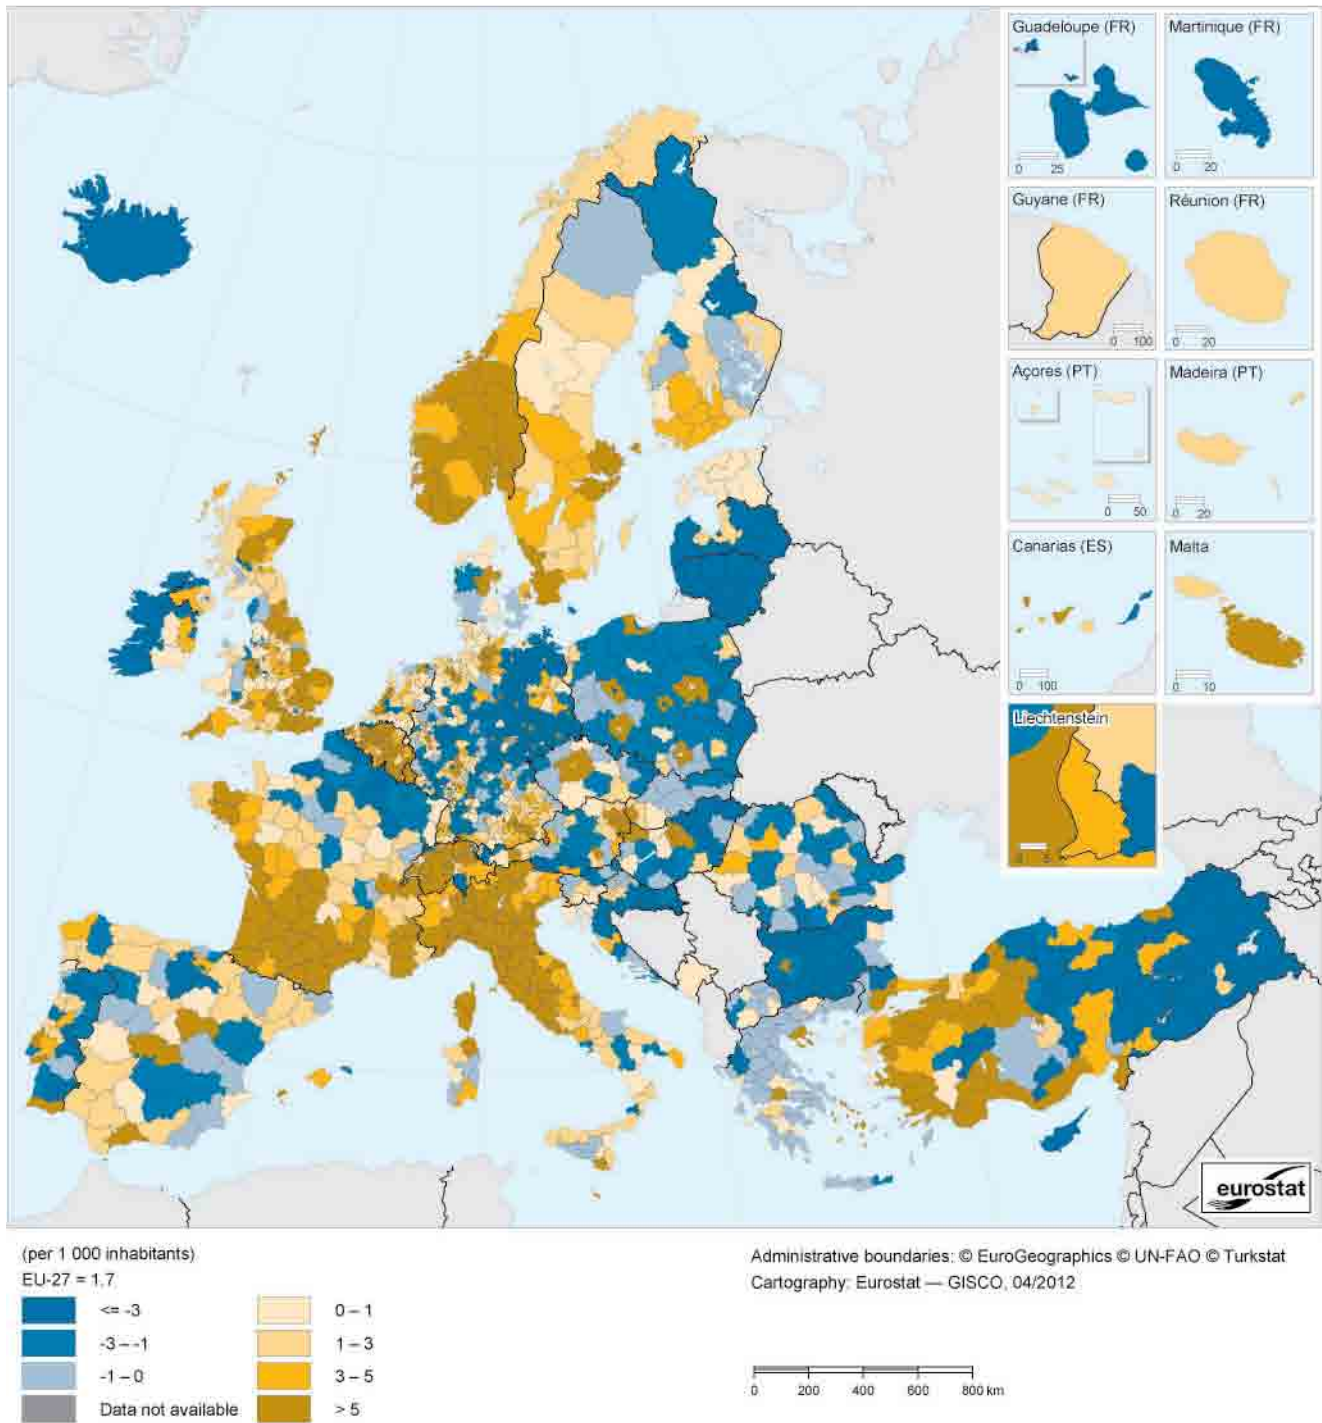 Guadeloupe (FR)
0 25
Martinique (FR)
0 20
Guyane (FR)
0 100
Réunion (FR)
0 20
Açores (PT)
0 50
Madeira (PT)
0 20
Canarias (ES)
0 100
Malta
0 10
Liechtenstein
eurostat
(per 1 000 inhabitants)
EU-27 = 1.7
<= -3
-3 – -1
-1 – 0
Data not available
0 – 1
1 – 3
3 – 5
> 5
Administrative boundaries: © EuroGeographics © UN-FAO © Turkstat
Cartography: Eurostat — GISCO, 04/2012
0 200 400 600 800 km